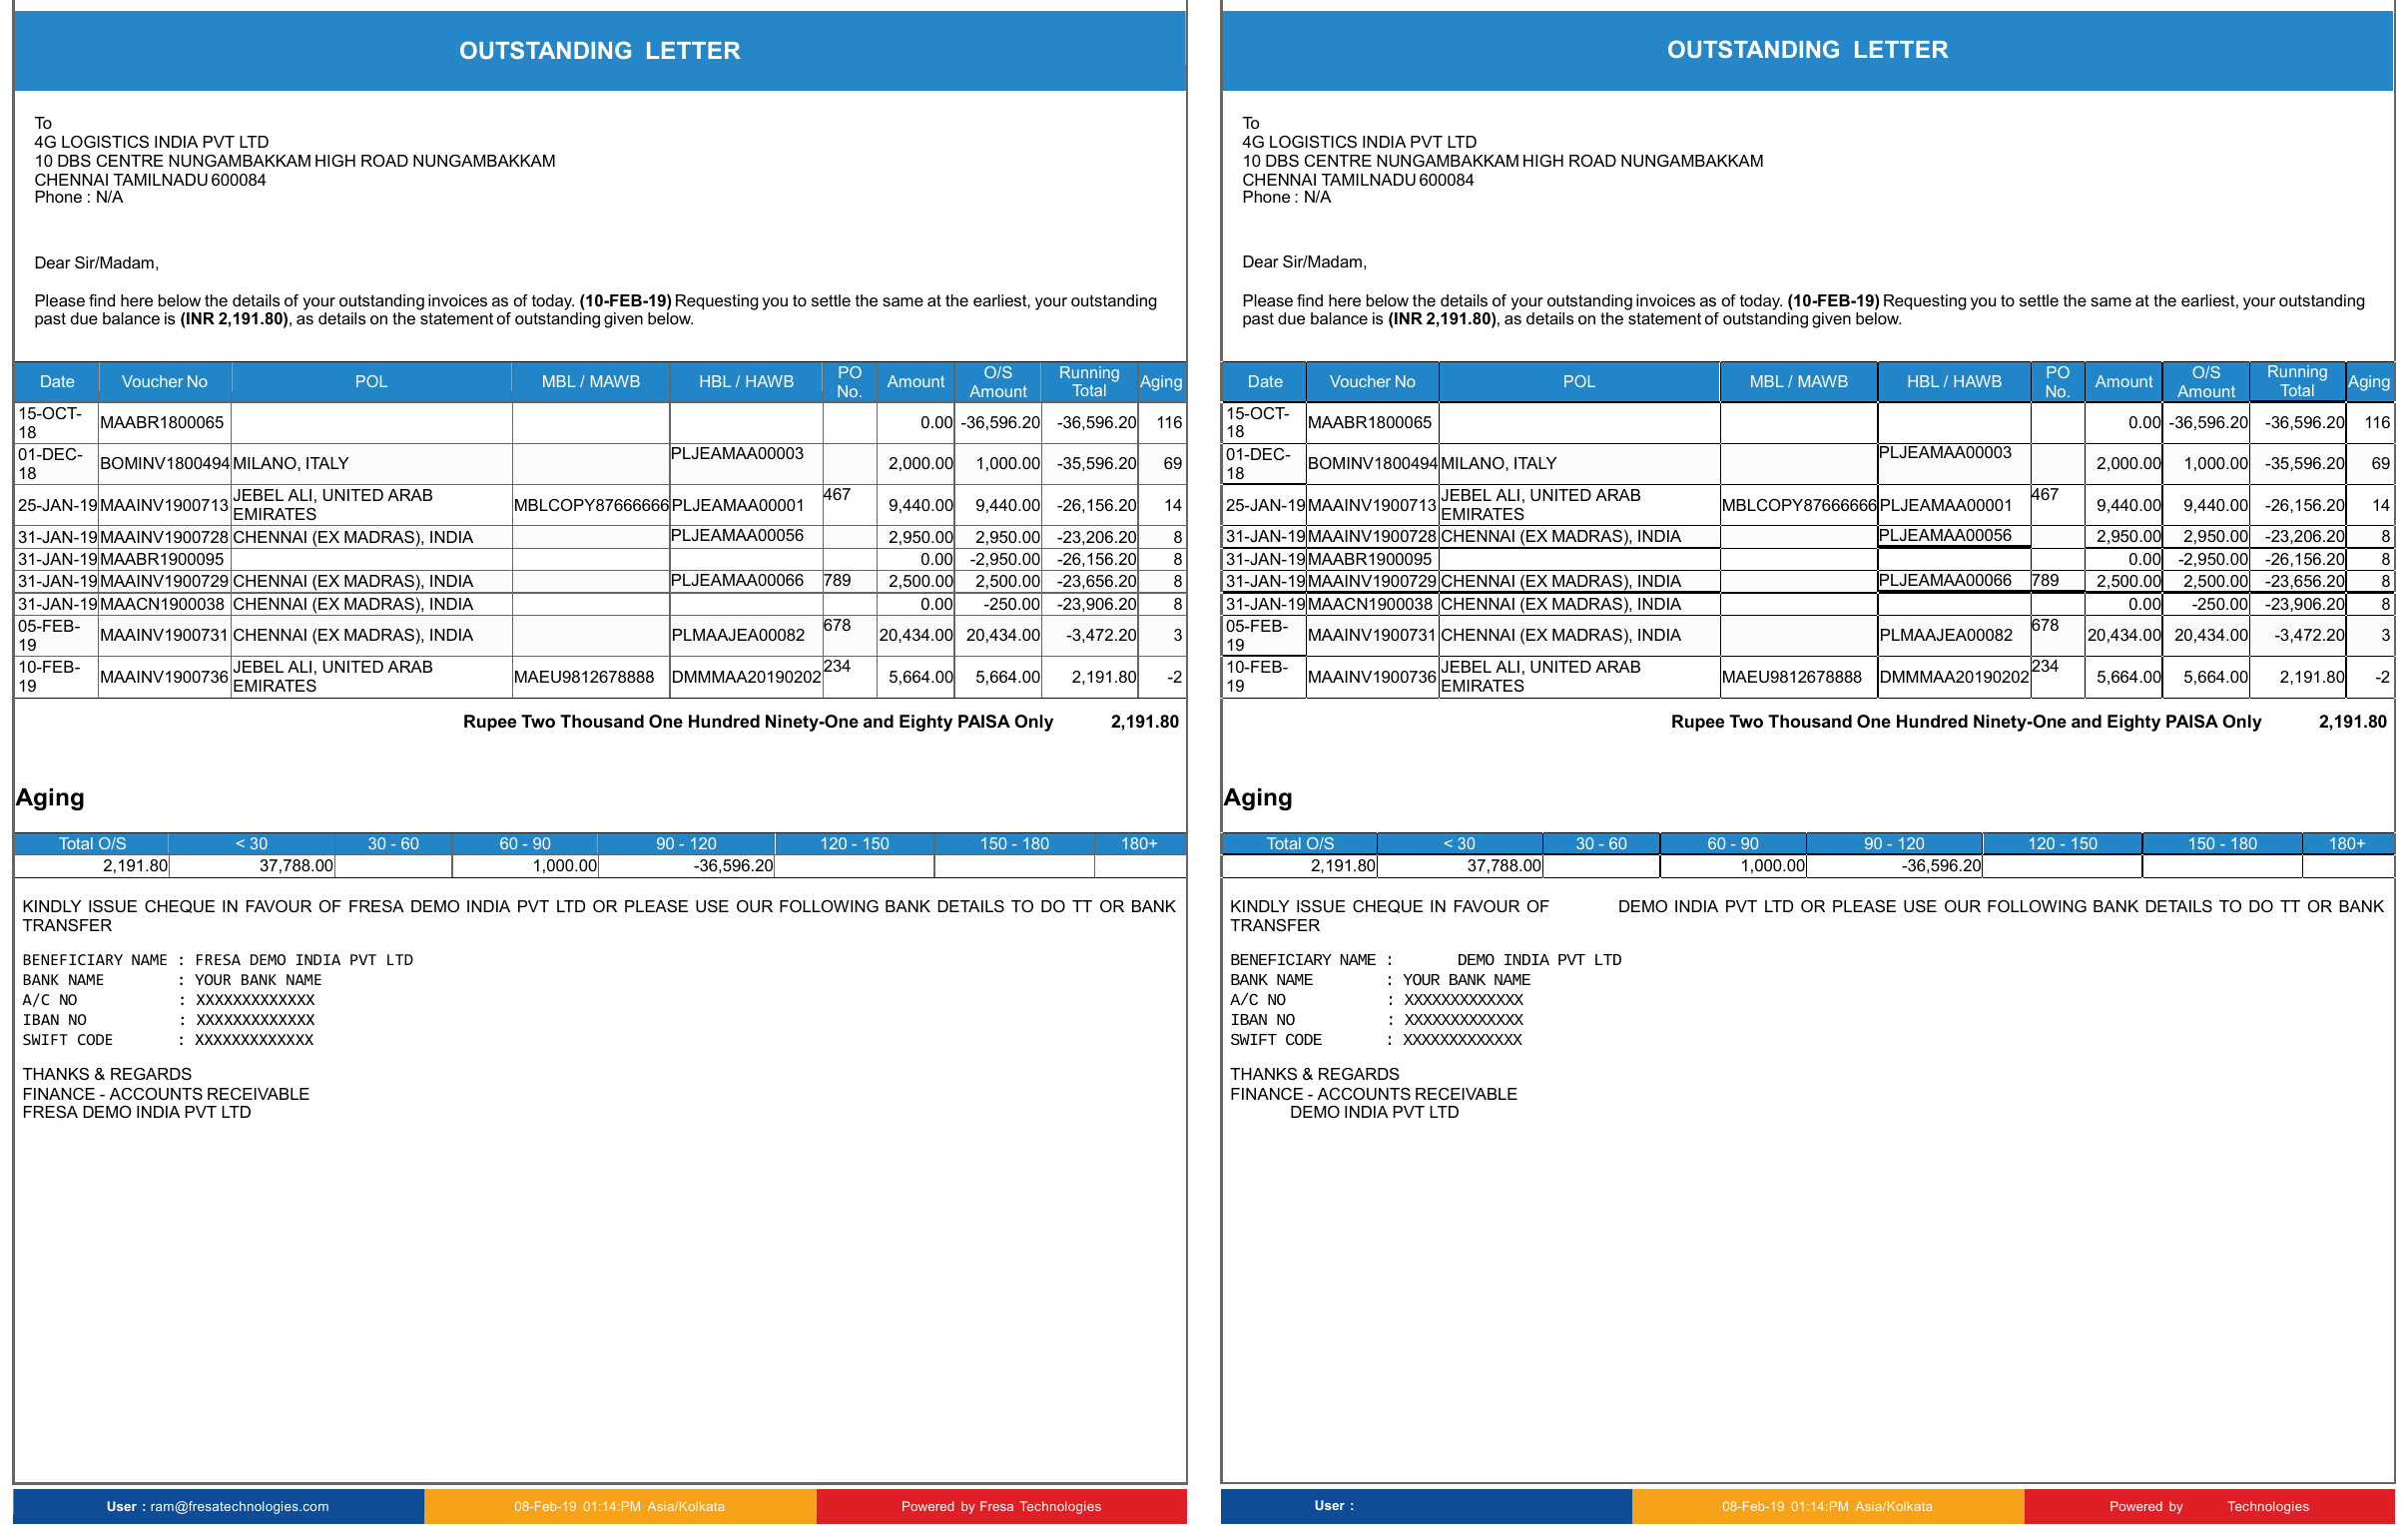 OUTSTANDING LETTER
To
4G LOGISTICS INDIA PVT LTD
10 DBS CENTRE NUNGAMBAKKAM HIGH ROAD NUNGAMBAKKAM
CHENNAI TAMILNADU 600084
Phone : N/A
Dear Sir/Madam,
Please find here below the details of your outstanding invoices as of today. (10-FEB-19) Requesting you to settle the same at the earliest, your outstanding
past due balance is (INR 2,191.80), as details on the statement of outstanding given below.
Date Voucher No POL MBL / MAWB HBL / HAWB PO No. Amount O/S Amount Running Total Aging
15-OCT-18 MAABR1800065 0.00 -36,596.20 -36,596.20 116
01-DEC-18 BOMINV1800494 MILANO, ITALY PLJEAMAA00003 2,000.00 1,000.00 -35,596.20 69
25-JAN-19 MAAINV1900713 JEBEL ALI, UNITED ARAB EMIRATES MBLCOPY87666666 PLJEAMAA00001 467 9,440.00 9,440.00 -26,156.20 14
31-JAN-19 MAAINV1900728 CHENNAI (EX MADRAS), INDIA PLJEAMAA00056 2,950.00 2,950.00 -23,206.20 8
31-JAN-19 MAABR1900095 0.00 -2,950.00 -26,156.20 8
31-JAN-19 MAAINV1900729 CHENNAI (EX MADRAS), INDIA PLJEAMAA00066 789 2,500.00 2,500.00 -23,656.20 8
31-JAN-19 MAACN1900038 CHENNAI (EX MADRAS), INDIA 0.00 -250.00 -23,906.20 8
05-FEB-19 MAAINV1900731 CHENNAI (EX MADRAS), INDIA PLMAAJEA00082 678 20,434.00 20,434.00 -3,472.20 3
10-FEB-19 MAAINV1900736 JEBEL ALI, UNITED ARAB EMIRATES MAEU9812678888 DMMMAA20190202 234 5,664.00 5,664.00 2,191.80 -2
Rupee Two Thousand One Hundred Ninety-One and Eighty PAISA Only 2,191.80
Aging
Total O/S < 30 30 - 60 60 - 90 90 - 120 120 - 150 150 - 180 180+
2,191.80 37,788.00 1,000.00 -36,596.20
KINDLY ISSUE CHEQUE IN FAVOUR OF FRESA DEMO INDIA PVT LTD OR PLEASE USE OUR FOLLOWING BANK DETAILS TO DO TT OR BANK
TRANSFER
BENEFICIARY NAME : FRESA DEMO INDIA PVT LTD
BANK NAME : YOUR BANK NAME
A/C NO : XXXXXXXXXXXXX
IBAN NO : XXXXXXXXXXXXX
SWIFT CODE : XXXXXXXXXXXXX
THANKS & REGARDS
FINANCE - ACCOUNTS RECEIVABLE
FRESA DEMO INDIA PVT LTD
User : ram@fresatechnologies.com 08-Feb-19 01:14:PM Asia/Kolkata Powered by Fresa Technologies
OUTSTANDING LETTER
To
4G LOGISTICS INDIA PVT LTD
10 DBS CENTRE NUNGAMBAKKAM HIGH ROAD NUNGAMBAKKAM
CHENNAI TAMILNADU 600084
Phone : N/A
Dear Sir/Madam,
Please find here below the details of your outstanding invoices as of today. (10-FEB-19) Requesting you to settle the same at the earliest, your outstanding
past due balance is (INR 2,191.80), as details on the statement of outstanding given below.
Date Voucher No POL MBL / MAWB HBL / HAWB PO No. Amount O/S Amount Running Total Aging
15-OCT-18 MAABR1800065 0.00 -36,596.20 -36,596.20 116
01-DEC-18 BOMINV1800494 MILANO, ITALY PLJEAMAA00003 2,000.00 1,000.00 -35,596.20 69
25-JAN-19 MAAINV1900713 JEBEL ALI, UNITED ARAB EMIRATES MBLCOPY87666666 PLJEAMAA00001 467 9,440.00 9,440.00 -26,156.20 14
31-JAN-19 MAAINV1900728 CHENNAI (EX MADRAS), INDIA PLJEAMAA00056 2,950.00 2,950.00 -23,206.20 8
31-JAN-19 MAABR1900095 0.00 -2,950.00 -26,156.20 8
31-JAN-19 MAAINV1900729 CHENNAI (EX MADRAS), INDIA PLJEAMAA00066 789 2,500.00 2,500.00 -23,656.20 8
31-JAN-19 MAACN1900038 CHENNAI (EX MADRAS), INDIA 0.00 -250.00 -23,906.20 8
05-FEB-19 MAAINV1900731 CHENNAI (EX MADRAS), INDIA PLMAAJEA00082 678 20,434.00 20,434.00 -3,472.20 3
10-FEB-19 MAAINV1900736 JEBEL ALI, UNITED ARAB EMIRATES MAEU9812678888 DMMMAA20190202 234 5,664.00 5,664.00 2,191.80 -2
Rupee Two Thousand One Hundred Ninety-One and Eighty PAISA Only 2,191.80
Aging
Total O/S < 30 30 - 60 60 - 90 90 - 120 120 - 150 150 - 180 180+
2,191.80 37,788.00 1,000.00 -36,596.20
KINDLY ISSUE CHEQUE IN FAVOUR OF DEMO INDIA PVT LTD OR PLEASE USE OUR FOLLOWING BANK DETAILS TO DO TT OR BANK
TRANSFER
BENEFICIARY NAME : DEMO INDIA PVT LTD
BANK NAME : YOUR BANK NAME
A/C NO : XXXXXXXXXXXXX
IBAN NO : XXXXXXXXXXXXX
SWIFT CODE : XXXXXXXXXXXXX
THANKS & REGARDS
FINANCE - ACCOUNTS RECEIVABLE
DEMO INDIA PVT LTD
User : 08-Feb-19 01:14:PM Asia/Kolkata Powered by Technologies